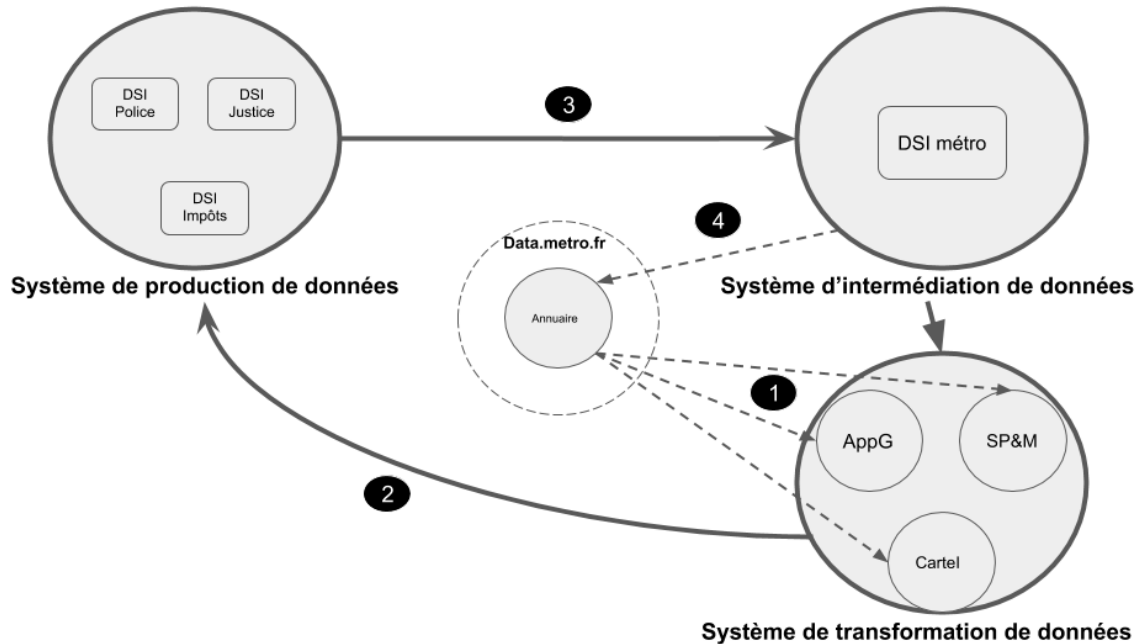 DSI
Police
DSI
Justice
DSI
Impôts
3
DSI métro
4
Data.metro.fr
Système de production de données
Système d'intermédiation de données
Annuaire
1
AppG
SP&M
2
Cartel
Système de transformation de données